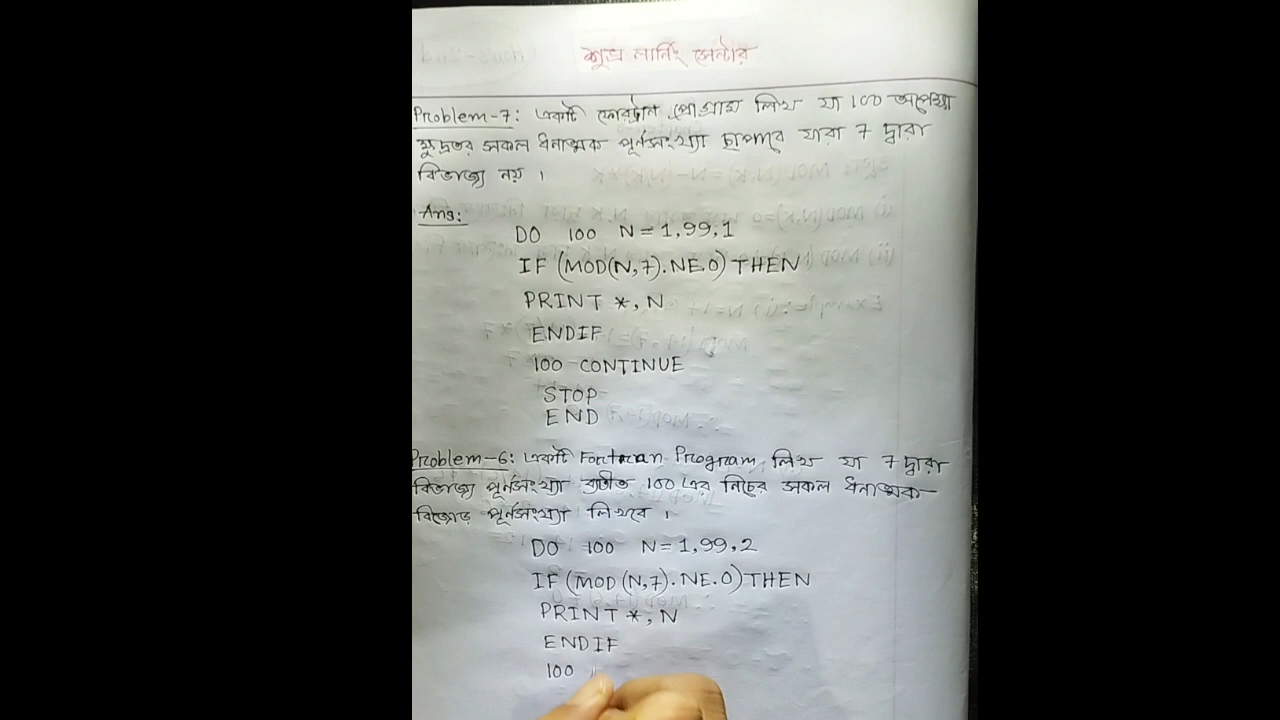 শুভ্র লার্নিং সেন্টার
Problem-7: একটি ফোরট্রান প্রোগ্রাম লিখ যা 100 অপেক্ষা
ক্ষুদ্রতর সকল ধনাত্মক পূর্নসংখ্যা ছাপাবে যারা 7 দ্বারা
বিভাজ্য নয় ।
Ans:
DO 100 N = 1,99,1
IF (MOD(N,7).NE.0) THEN
PRINT *, N
ENDIF
100 CONTINUE
STOP
END
Problem-6: একটি Fortran Program লিখ যা 7 দ্বারা
বিভাজ্য পূর্নসংখ্যা ব্যতীত 100 এর নিচের সকল ধনাত্মক
বিজোড় পূর্নসংখ্যা লিখবে ।
DO 100 N=1,99,2
IF (MOD (N,7).NE.0) THEN
PRINT *, N
ENDIF
100